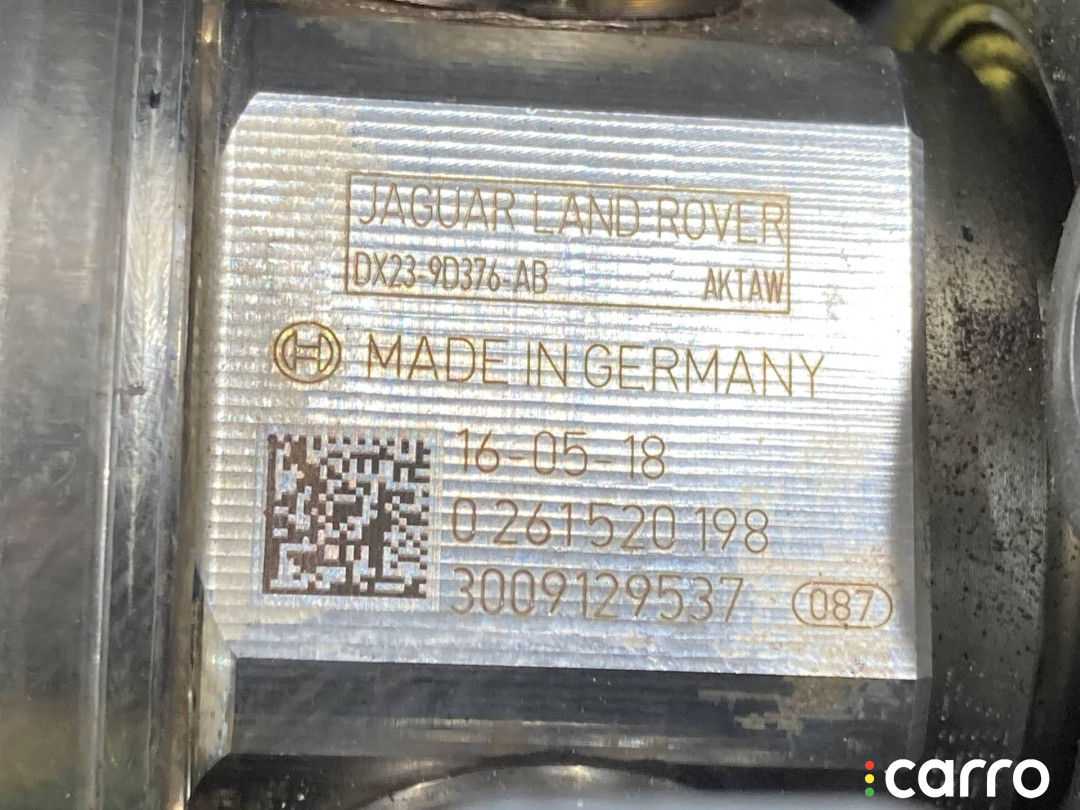 JAGUAR LAND ROVER
DX23-9D376-AB AKTAW
MADE IN GERMANY
16-05-18
0 261 520 198
3009129537 087
carro